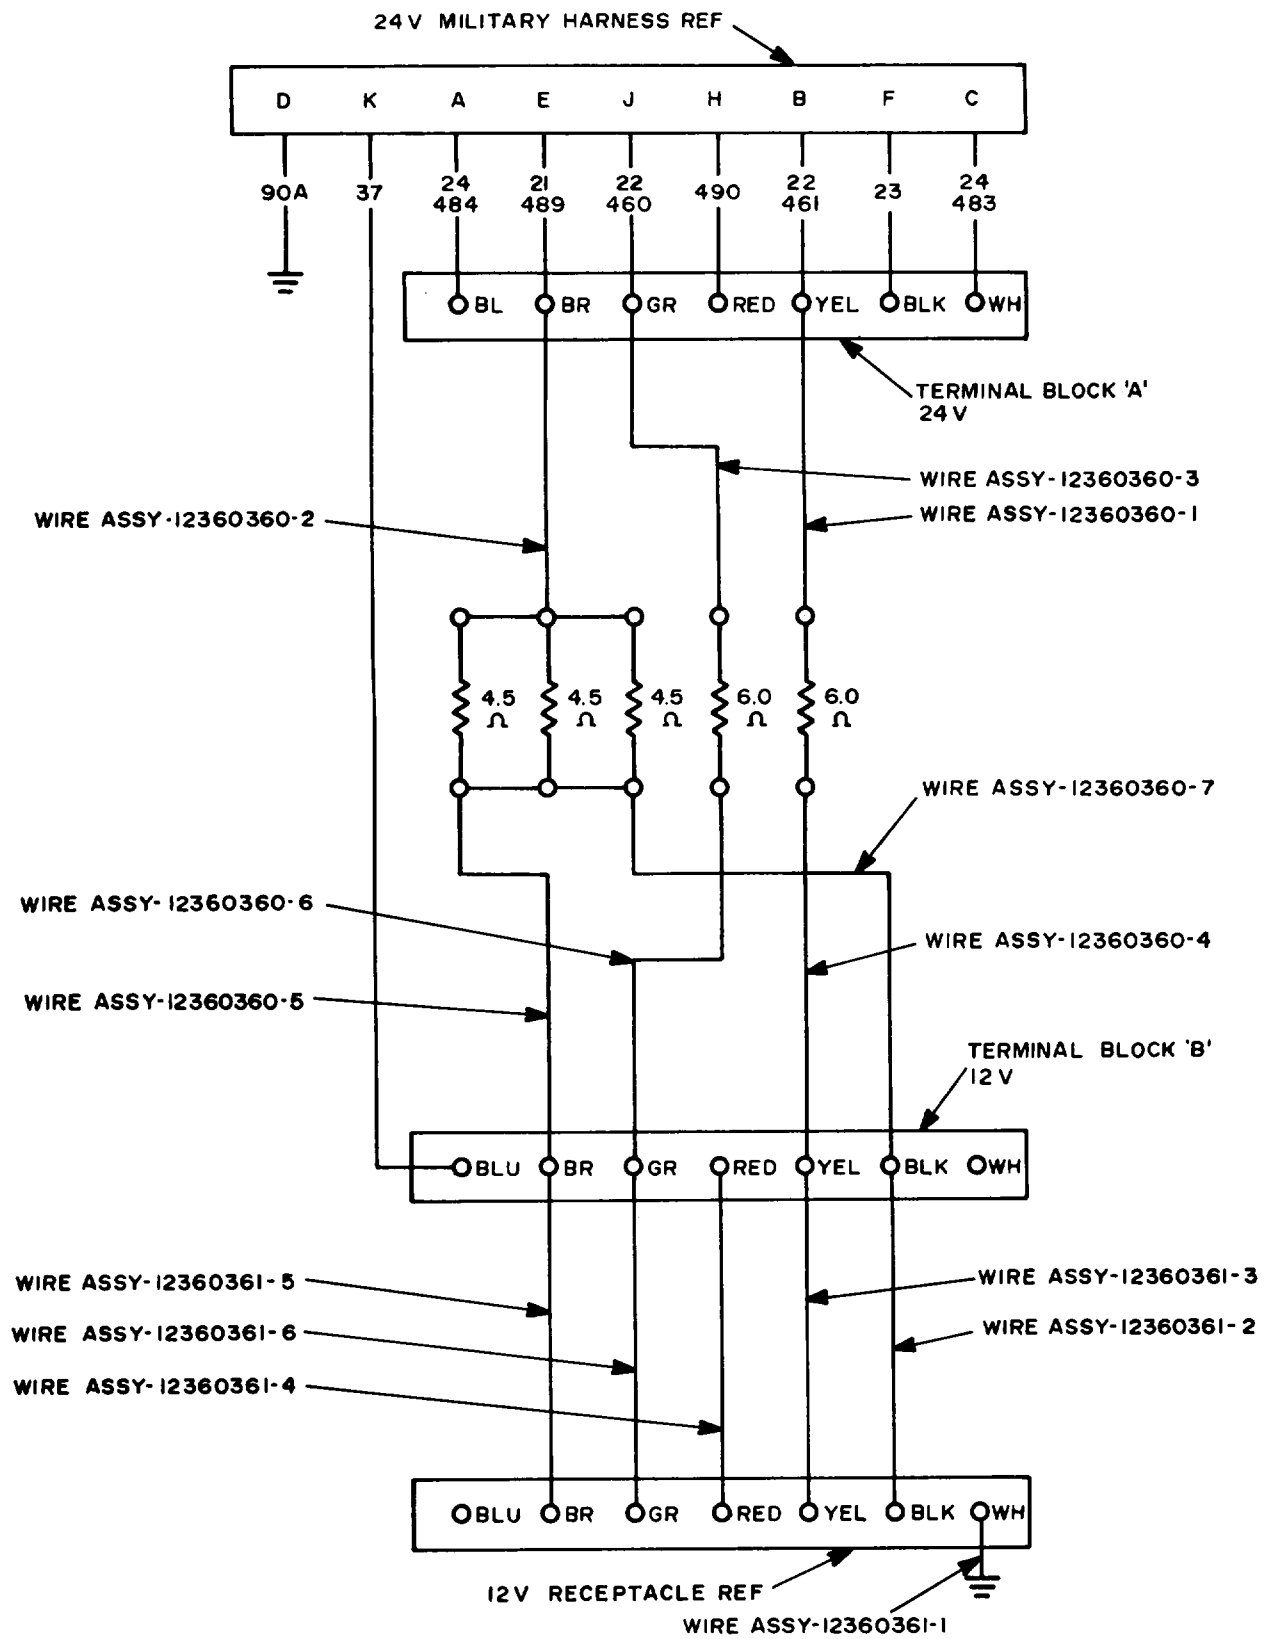 24V MILITARY HARNESS REF
D K A E J H B F C
90A 37 24 21 22 490 22 23 24
484 489 460 461 483
BL BR GR RED YEL BLK WH
TERMINAL BLOCK 'A'
24V
WIRE ASSY-12360360-3
WIRE ASSY-12360360-1
WIRE ASSY-12360360-2
4.5 4.5 4.5 6.0 6.0
Ω Ω Ω Ω Ω
WIRE ASSY-12360360-7
WIRE ASSY-12360360-6
WIRE ASSY-12360360-4
WIRE ASSY-12360360-5
TERMINAL BLOCK 'B'
12V
BLU BR GR RED YEL BLK WH
WIRE ASSY-12360361-5
WIRE ASSY-12360361-3
WIRE ASSY-12360361-6
WIRE ASSY-12360361-2
WIRE ASSY-12360361-4
BLU BR GR RED YEL BLK WH
12V RECEPTACLE REF
WIRE ASSY-12360361-1